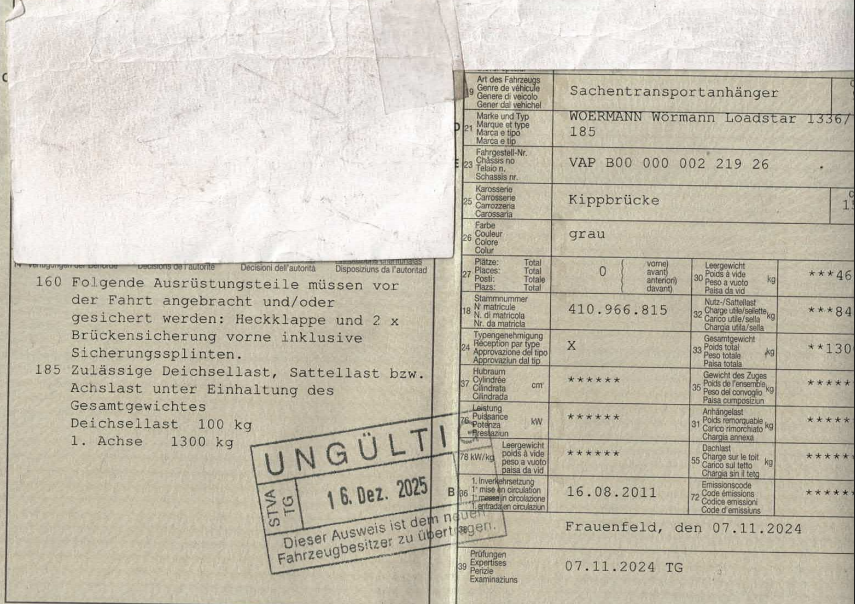 Verfügungen der Behörde Décisions de l'autorité Decisioni dell'autorità Disposiziuns da l'autoritad
160 Folgende Ausrüstungsteile müssen vor
der Fahrt angebracht und/oder
gesichert werden: Heckklappe und 2 x
Brückensicherung vorne inklusive
Sicherungssplinten.
185 Zulässige Deichsellast, Sattellast bzw.
Achslast unter Einhaltung des
Gesamtgewichtes
Deichsellast 100 kg
1. Achse 1300 kg
UNGÜLTI
STVA
TG
16. Dez. 2025
Dieser Ausweis ist dem neuen
Fahrzeugbesitzer zu übertragen.
19 Art des Fahrzeugs
Genre de véhicule
Genere di veicolo
Gener dal vehichel
Sachentransportanhänger
D 21 Marke und Typ
Marque et type
Marca e tipo
Marca e tip
WOERMANN Wörmann Loadstar 1336/
185
E 23 Fahrgestell-Nr.
Châssis no
Telaio n.
Schassis nr.
VAP B00 000 002 219 26
25 Karosserie
Carrosserie
Carrozzeria
Carossaria
Kippbrücke
26 Farbe
Couleur
Colore
Colur
grau
27 Plätze: Total
Places: Total
Posti: Totale
Plazs: Total
0
vorne)
avant)
anteriori)
davant)
30 Leergewicht
Poids à vide
Peso a vuoto
Paisa da vid
kg
***46
18 Stammnummer
N matricule
N. di matricola
Nr. da matricla
410.966.815
32 Nutz-/Sattellast
Charge utile/sellette
Carico utile/sella
Chargia utila/sella
kg
***84
24 Typengenehmigung
Réception par type
Approvazione del tipo
Approvaziun dal tip
X
33 Gesamtgewicht
Poids total
Peso totale
Paisa totala
kg
**130
37 Hubraum
Cylindrée
Cilindrata
Cilindrada
cm³
******
35 Gewicht des Zuges
Poids de l'ensemble
Peso del convoglio
Paisa cumposiziun
kg
*****
76 Leistung
Puissance
Potenza
Prestaziun
kW
******
31 Anhängelast
Poids remorquable
Carico rimorchiato
Chargia annexa
kg
*****
78 kW/kg
Leergewicht
poids à vide
peso a vuoto
paisa da vid
******
55 Dachlast
Charge sur le toit
Carico sul tetto
Chargia sin il tetg
kg
*****
B 36 1. Inverkehrsetzung
1re mise en circulation
1. messa in circolazione
1. entrada en circulaziun
16.08.2011
72 Emissionscode
Code émissions
Codice emissioni
Code d'emissiuns
*****
38
Frauenfeld, den 07.11.2024
39 Prüfungen
Expertises
Perizie
Examinaziuns
07.11.2024 TG